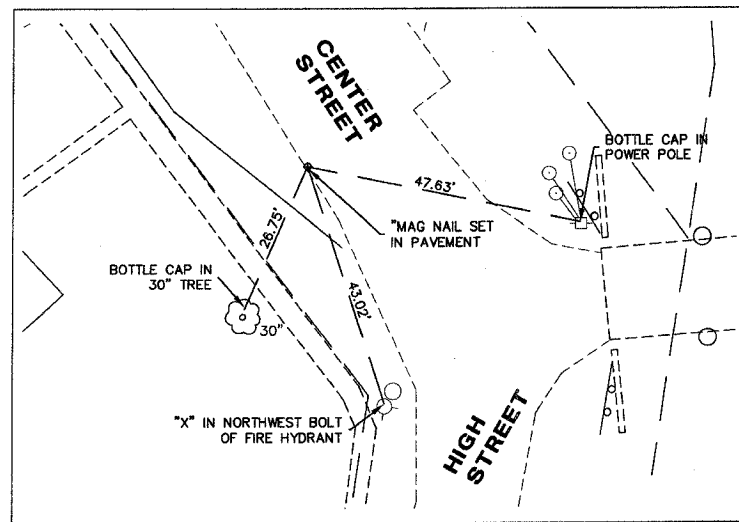 CENTER
STREET
BOTTLE CAP IN
POWER POLE
47.63'
26.75'
"MAG NAIL SET
IN PAVEMENT
BOTTLE CAP IN
30" TREE
43.02'
30"
"X" IN NORTHWEST BOLT
OF FIRE HYDRANT
HIGH
STREET